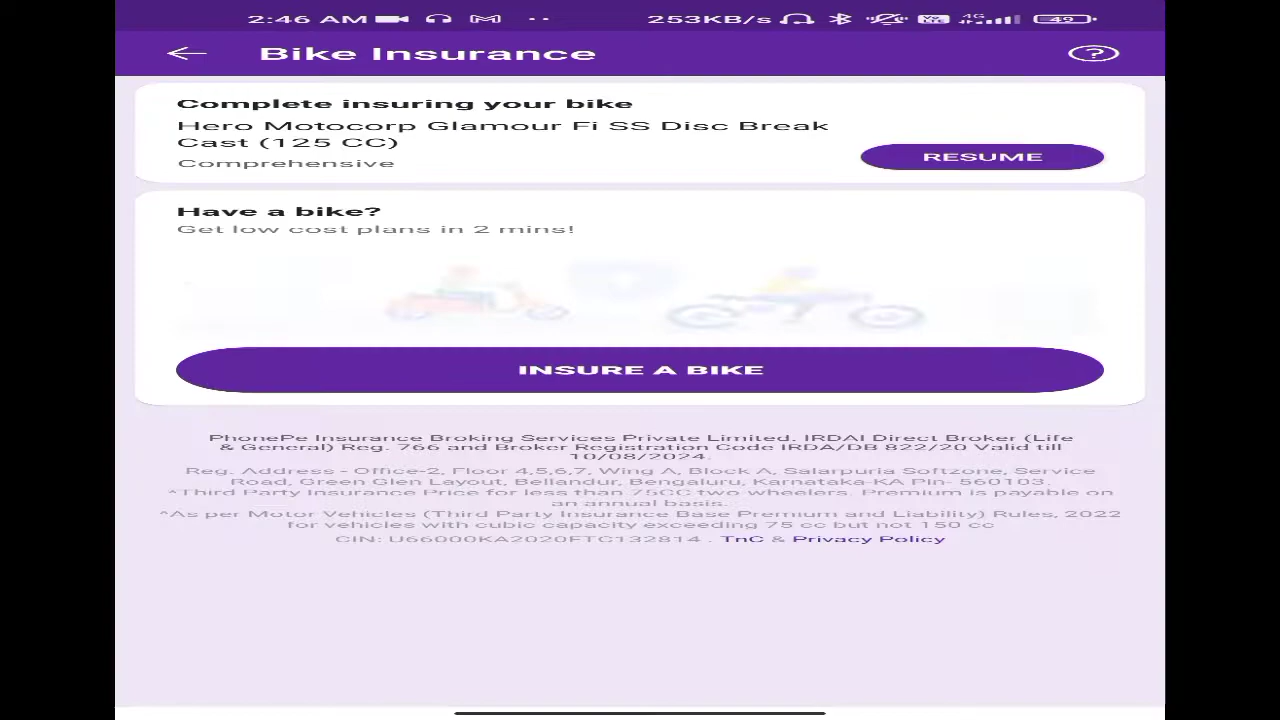 2:46 AM
253KB/s
4G
49
Bike Insurance
Complete insuring your bike
Hero Motocorp Glamour Fi SS Disc Break
Cast (125 CC)
Comprehensive
RESUME
Have a bike?
Get low cost plans in 2 mins!
INSURE A BIKE
PhonePe Insurance Broking Services Private Limited. IRDAI Direct Broker (Life
& General) Reg. 766 and Broker Registration Code IRDA/DB 822/20 Valid till
10/08/2024.
Reg. Address - Office-2, Floor 4,5,6,7, Wing A, Block A, Salarpuria Softzone, Service
Road, Green Glen Layout, Bellandur, Bengaluru, Karnataka-KA Pin- 560103.
^Third Party Insurance Price for less than 75CC two wheelers. Premium is payable on
an annual basis.
^As per Motor Vehicles (Third Party Insurance Base Premium and Liability) Rules, 2022
for vehicles with cubic capacity exceeding 75 cc but not 150 cc
CIN: U66000KA2020FTC132814 . TnC & Privacy Policy